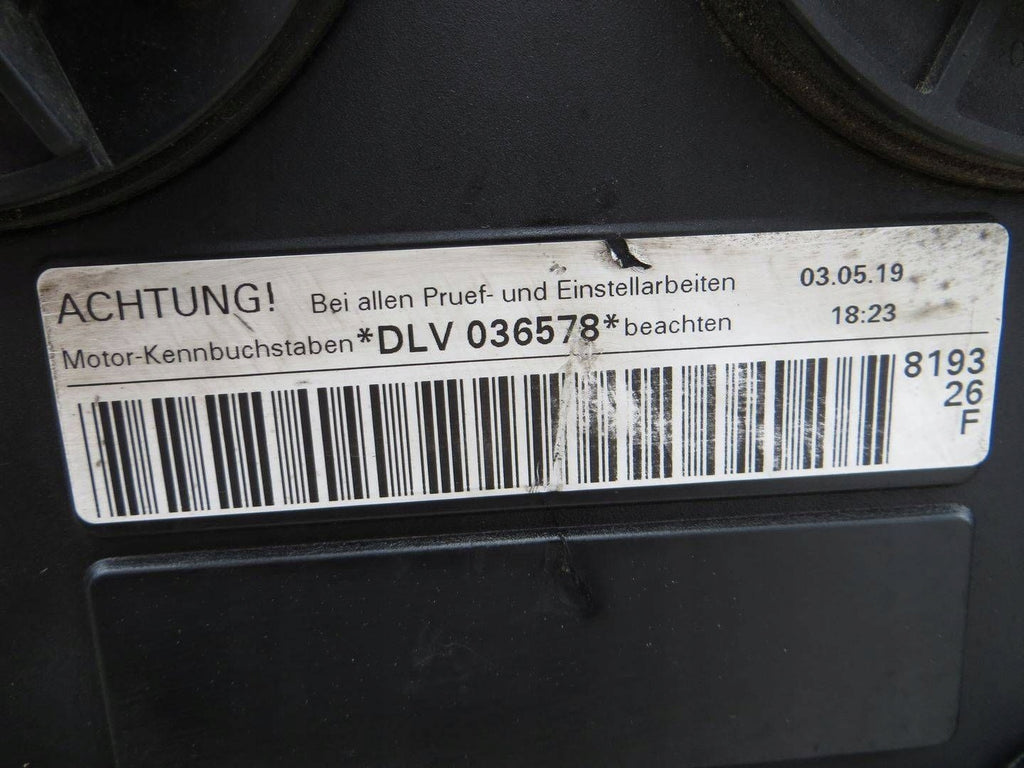 ACHTUNG! Bei allen Pruef- und Einstellarbeiten 03.05.19
Motor-Kennbuchstaben *DLV 036578* beachten 18:23
8193
26
F